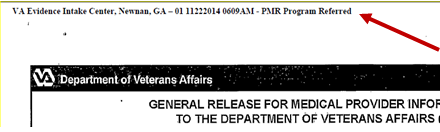 VA Evidence Intake Center, Newnan, GA – 01 11222014 0609AM - PMR Program Referred
VA Department of Veterans Affairs
GENERAL RELEASE FOR MEDICAL PROVIDER INFOR
TO THE DEPARTMENT OF VETERANS AFFAIRS (